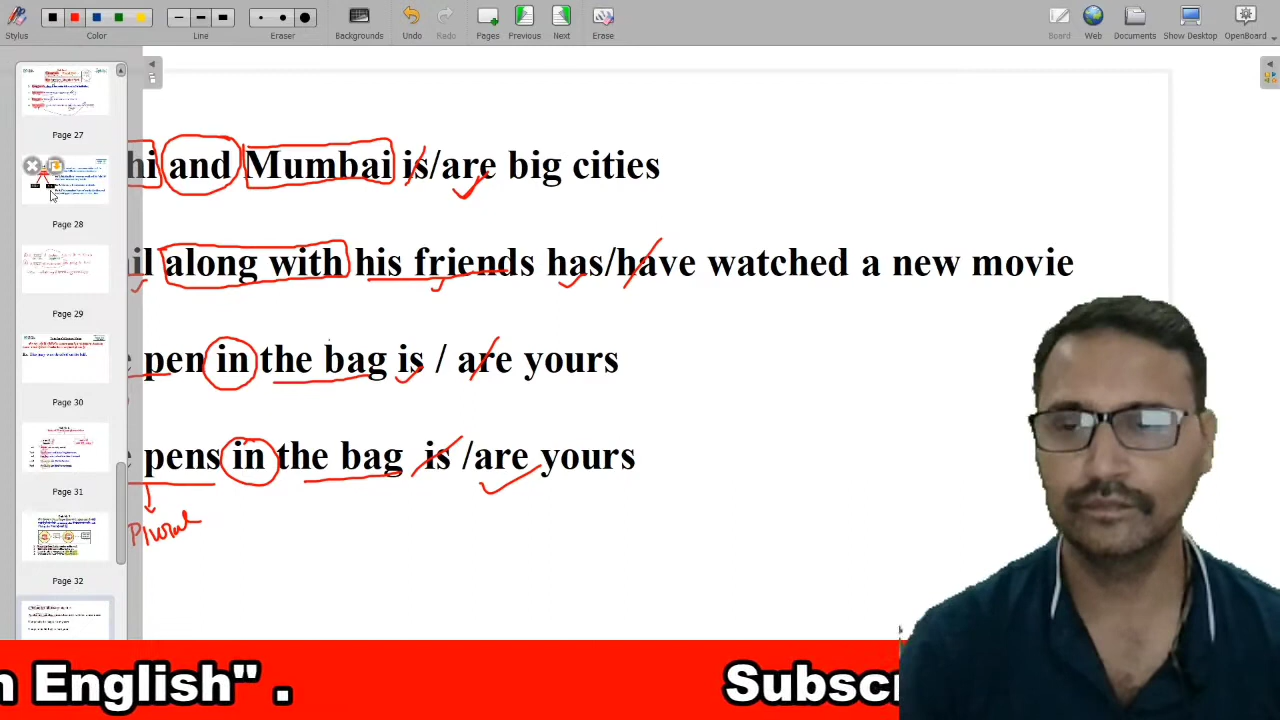 Stylus
Color
Line
Eraser
Backgrounds
Undo
Redo
Pages
Previous
Next
Erase
Board
Web
Documents
Show Desktop
OpenBoard
Page 27
Page 28
Page 29
Page 30
Page 31
Page 32
hi and Mumbai is/are big cities
il along with his friends has/have watched a new movie
e pen in the bag is / are yours
e pens in the bag is /are yours
Plural
n English" . Subscr